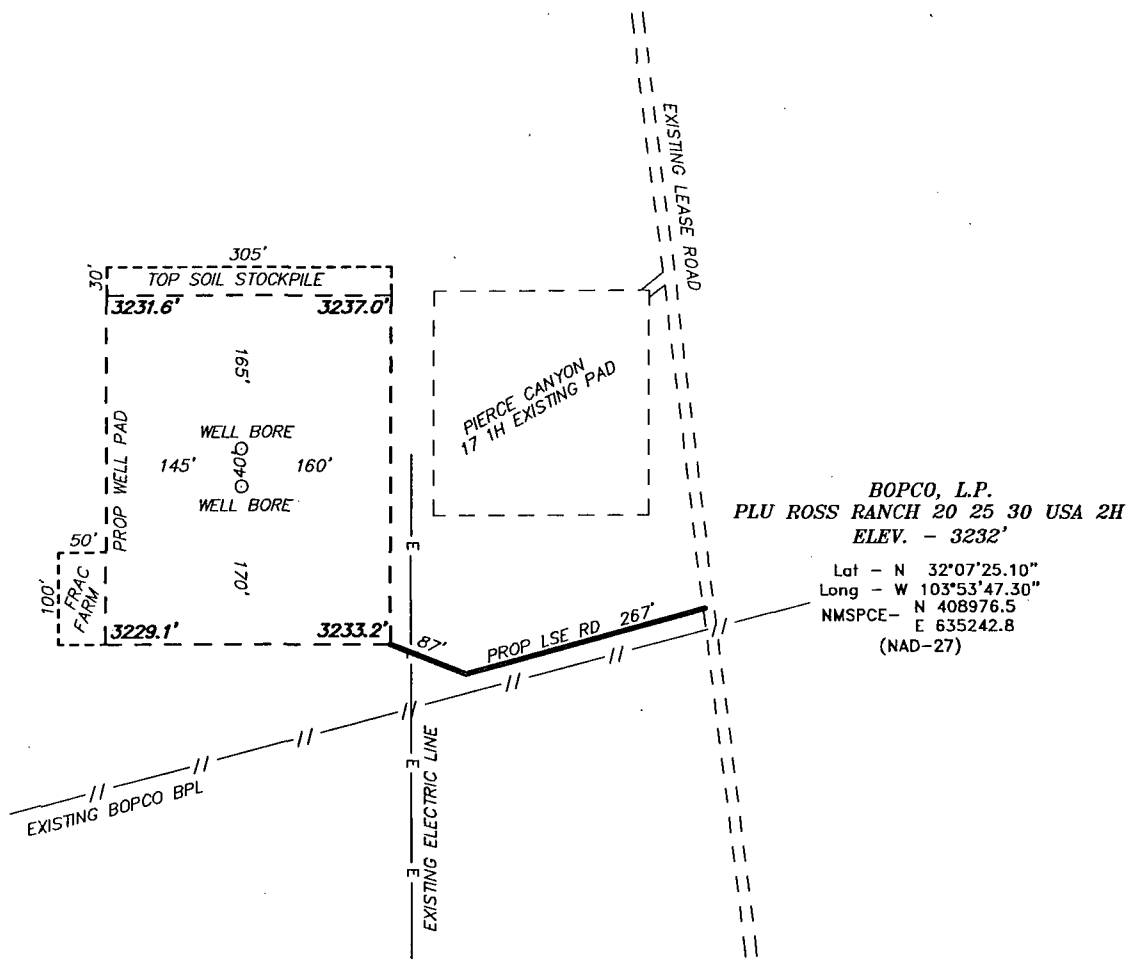 EXISTING LEASE ROAD
305'
30'
TOP SOIL STOCKPILE
3231.6'
3237.0'
165'
PIERCE CANYON
17 1H EXISTING PAD
PROP WELL PAD
WELL BORE
145'
40'
160'
WELL BORE
E
BOPCO, L.P.
PLU ROSS RANCH 20 25 30 USA 2H
ELEV. - 3232'
Lat - N 32°07'25.10"
Long - W 103°53'47.30"
NMSPCE- N 408976.5
E 635242.8
(NAD-27)
50'
100'
FRAC
FARM
170'
3229.1'
3233.2'
87'
PROP LSE RD 267'
E
EXISTING ELECTRIC LINE
EXISTING BOPCO BPL
E